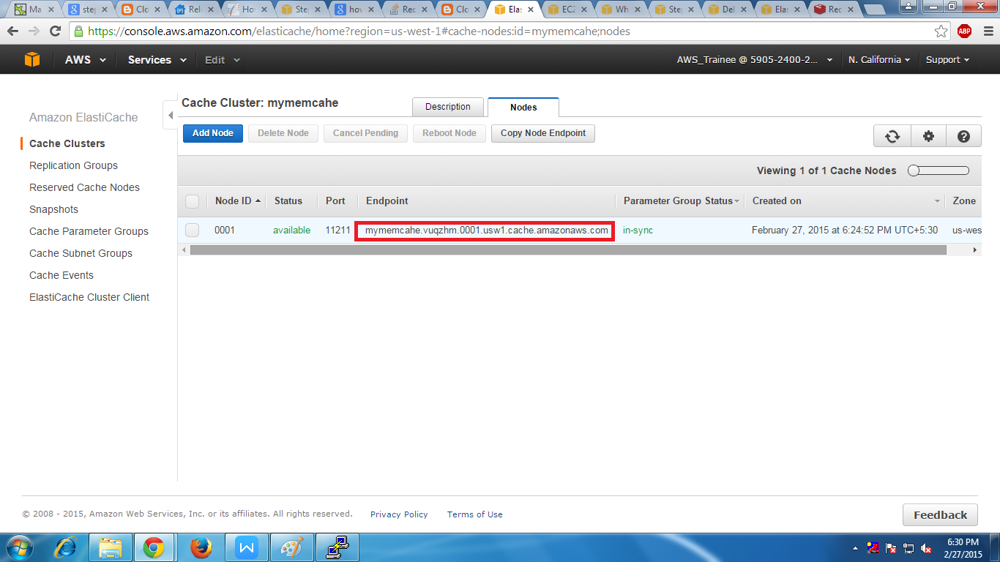 Ma
step
Clo
Rele
How
Step
how
Rec
Clo
Elas
EC2
Wh
Step
Del
Elas
Rec
https://console.aws.amazon.com/elasticache/home?region=us-west-1#cache-nodes:id=mymemcahe;nodes
ABP
AWS Services Edit AWS_Trainee @ 5905-2400-2... N. California Support
Cache Cluster: mymemcahe Description Nodes
Amazon ElastiCache
Cache Clusters
Replication Groups
Reserved Cache Nodes
Snapshots
Cache Parameter Groups
Cache Subnet Groups
Cache Events
ElastiCache Cluster Client
Add Node Delete Node Cancel Pending Reboot Node Copy Node Endpoint
Viewing 1 of 1 Cache Nodes
Node ID Status Port Endpoint Parameter Group Status Created on Zone
0001 available 11211 mymemcahe.vuqzhm.0001.usw1.cache.amazonaws.com in-sync February 27, 2015 at 6:24:52 PM UTC+5:30 us-wes
© 2008 - 2015, Amazon Web Services, Inc. or its affiliates. All rights reserved. Privacy Policy Terms of Use Feedback
6:30 PM
2/27/2015